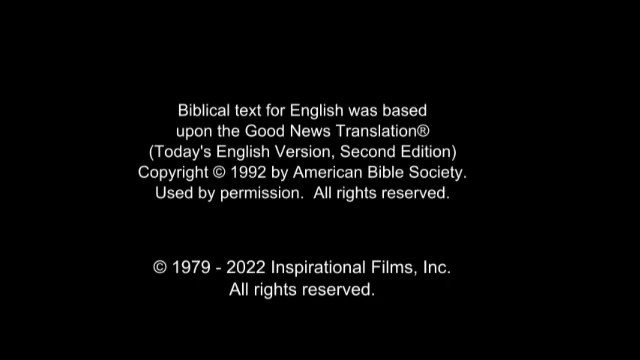 Biblical text for English was based
upon the Good News Translation®
(Today's English Version, Second Edition)
Copyright © 1992 by American Bible Society.
Used by permission.  All rights reserved.
© 1979 - 2022 Inspirational Films, Inc.
All rights reserved.